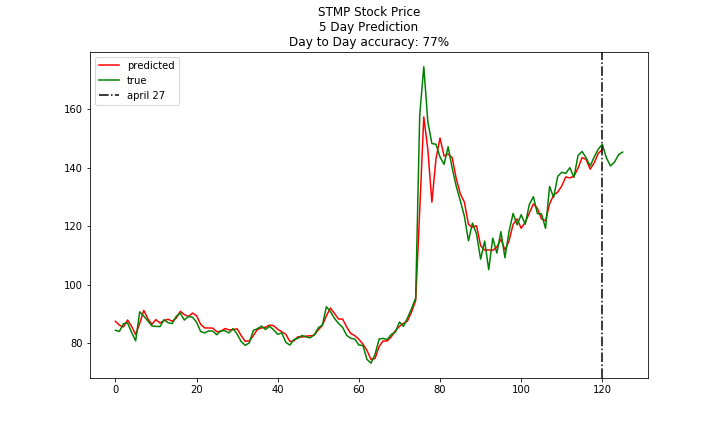 STMP Stock Price
5 Day Prediction
Day to Day accuracy: 77%
predicted
true
april 27
160
140
120
100
80
0
20
40
60
80
100
120